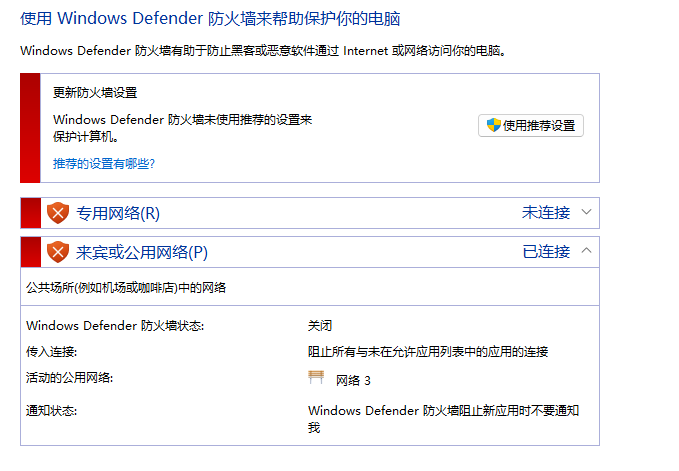 使用 Windows Defender 防火墙来帮助保护你的电脑
Windows Defender 防火墙有助于防止黑客或恶意软件通过 Internet 或网络访问你的电脑。
更新防火墙设置
Windows Defender 防火墙未使用推荐的设置来
保护计算机。
使用推荐设置
推荐的设置有哪些?
专用网络(R) 未连接
来宾或公用网络(P) 已连接
公共场所(例如机场或咖啡店)中的网络
Windows Defender 防火墙状态: 关闭
传入连接: 阻止所有与未在允许应用列表中的应用的连接
活动的公用网络: 网络 3
通知状态: Windows Defender 防火墙阻止新应用时不要通知
我